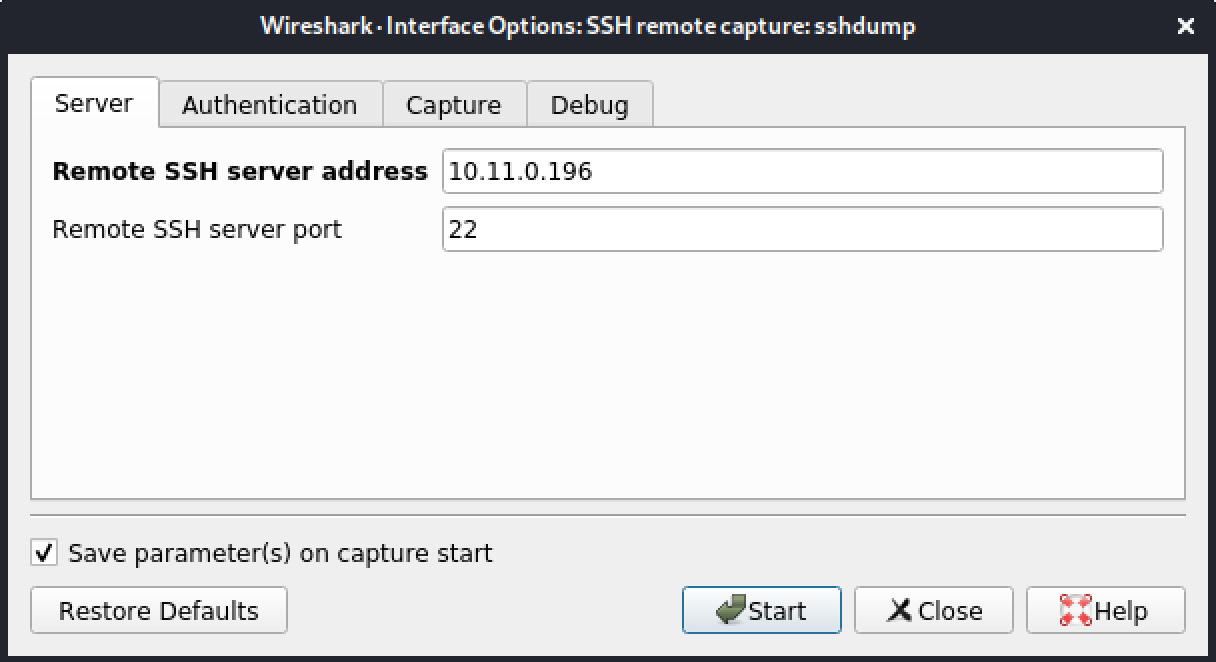 Wireshark · Interface Options: SSH remote capture: sshdump
Server Authentication Capture Debug
Remote SSH server address 10.11.0.196
Remote SSH server port 22
Save parameter(s) on capture start
Restore Defaults Start Close Help